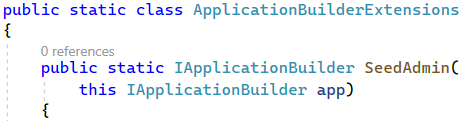 public static class ApplicationBuilderExtensions
{
0 references
public static IApplicationBuilder SeedAdmin(
this IApplicationBuilder app)
{